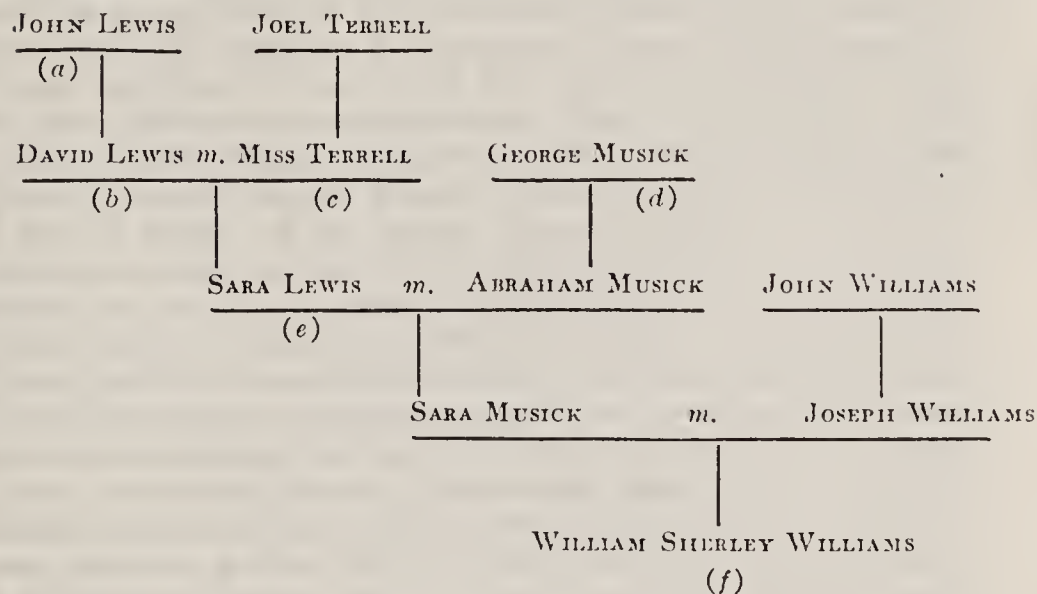 JOHN LEWIS JOEL TERRELL
(a)
DAVID LEWIS m. MISS TERRELL GEORGE MUSICK
(b) (c) (d)
SARA LEWIS m. ABRAHAM MUSICK JOHN WILLIAMS
(e)
SARA MUSICK m. JOSEPH WILLIAMS
WILLIAM SHERLEY WILLIAMS
(f)